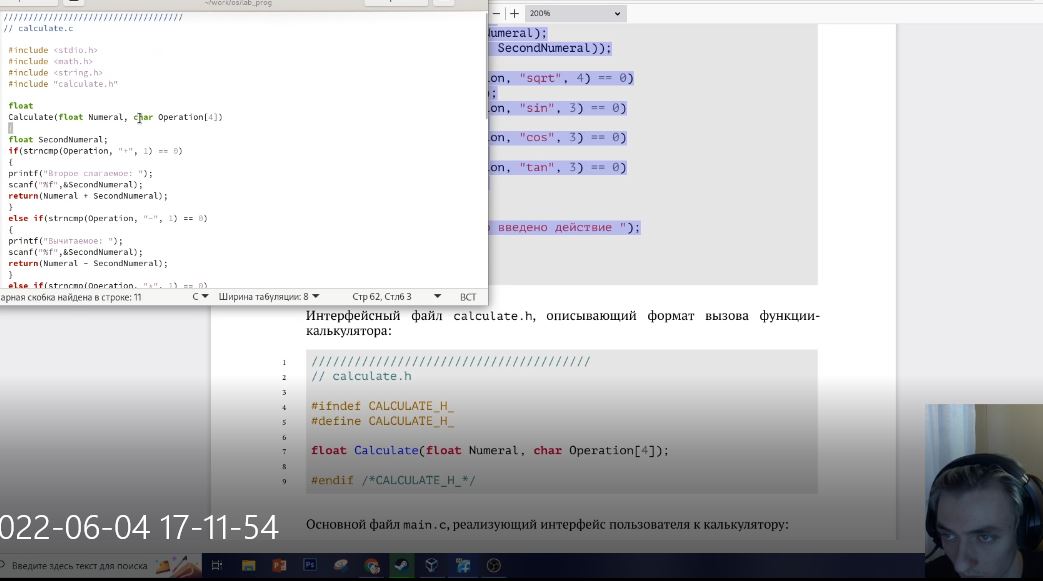 ~/work/os/lab_prog
//////////////////////////////////////
// calculate.c
#include <stdio.h>
#include <math.h>
#include <string.h>
#include "calculate.h"
float
Calculate(float Numeral, char Operation[4])
float SecondNumeral;
if(strncmp(Operation, "+", 1) == 0)
{
printf("Второе слагаемое: ");
scanf("%f",&SecondNumeral);
return(Numeral + SecondNumeral);
}
else if(strncmp(Operation, "-", 1) == 0)
{
printf("Вычитаемое: ");
scanf("%f",&SecondNumeral);
return(Numeral - SecondNumeral);
}
else if(strncmp(Operation, "*", 1) == 0)
арная скобка найдена в строке: 11 C Ширина табуляции: 8 Стр 62, Стлб 3 ВСТ
— + 200%
umeral);
SecondNumeral));
on, "sqrt", 4) == 0)
);
on, "sin", 3) == 0)
on, "cos", 3) == 0)
on, "tan", 3) == 0)
введено действие ");
Интерфейсный файл calculate.h, описывающий формат вызова функции-
калькулятора:
1 //////////////////////////////////////
2 // calculate.h
3
4 #ifndef CALCULATE_H_
5 #define CALCULATE_H_
6
7 float Calculate(float Numeral, char Operation[4]);
8
9 #endif /*CALCULATE_H_*/
Основной файл main.c, реализующий интерфейс пользователя к калькулятору:
022-06-04 17-11-54
Введите здесь текст для поиска